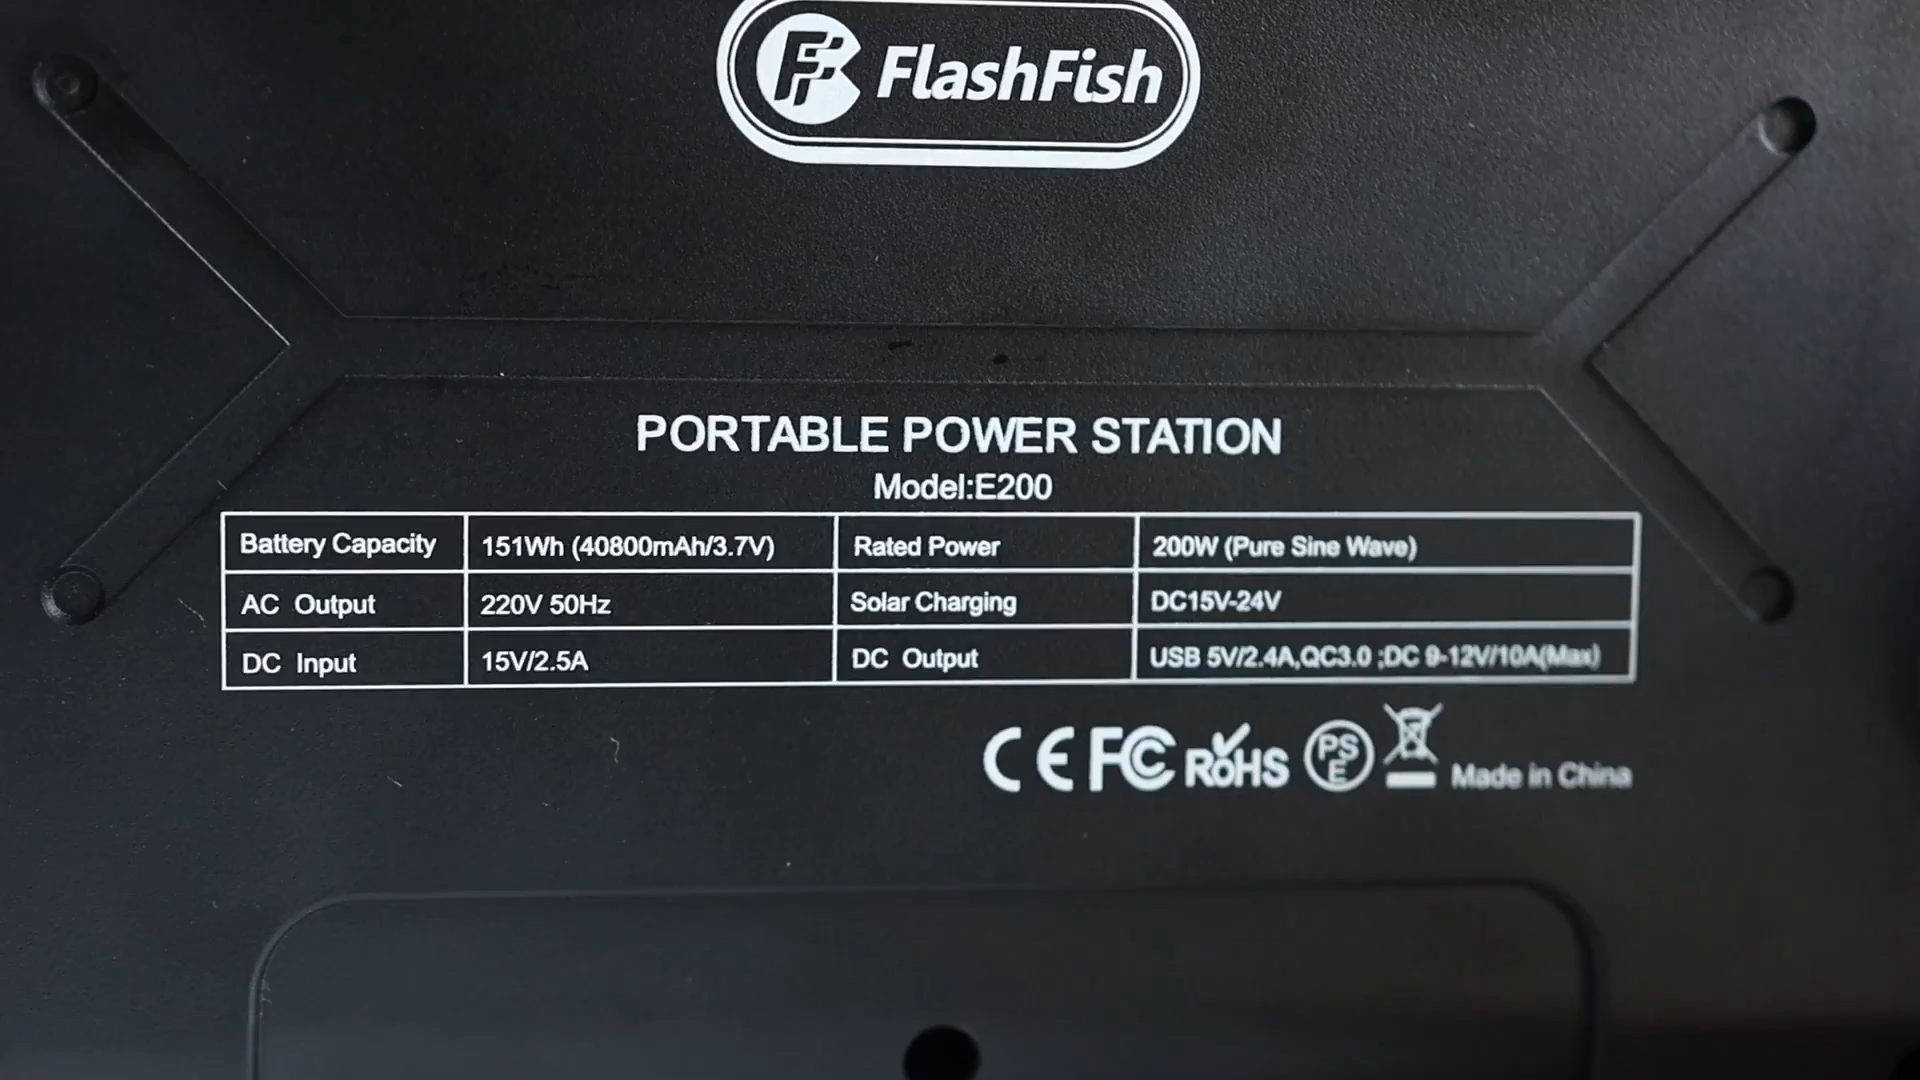 FlashFish
PORTABLE POWER STATION
Model:E200
Battery Capacity 151Wh (40800mAh/3.7V) Rated Power 200W (Pure Sine Wave)
AC Output 220V 50Hz Solar Charging DC15V-24V
DC Input 15V/2.5A DC Output USB 5V/2.4A,QC3.0 ;DC 9-12V/10A(Max)
CE FC RoHS PSE Made in China